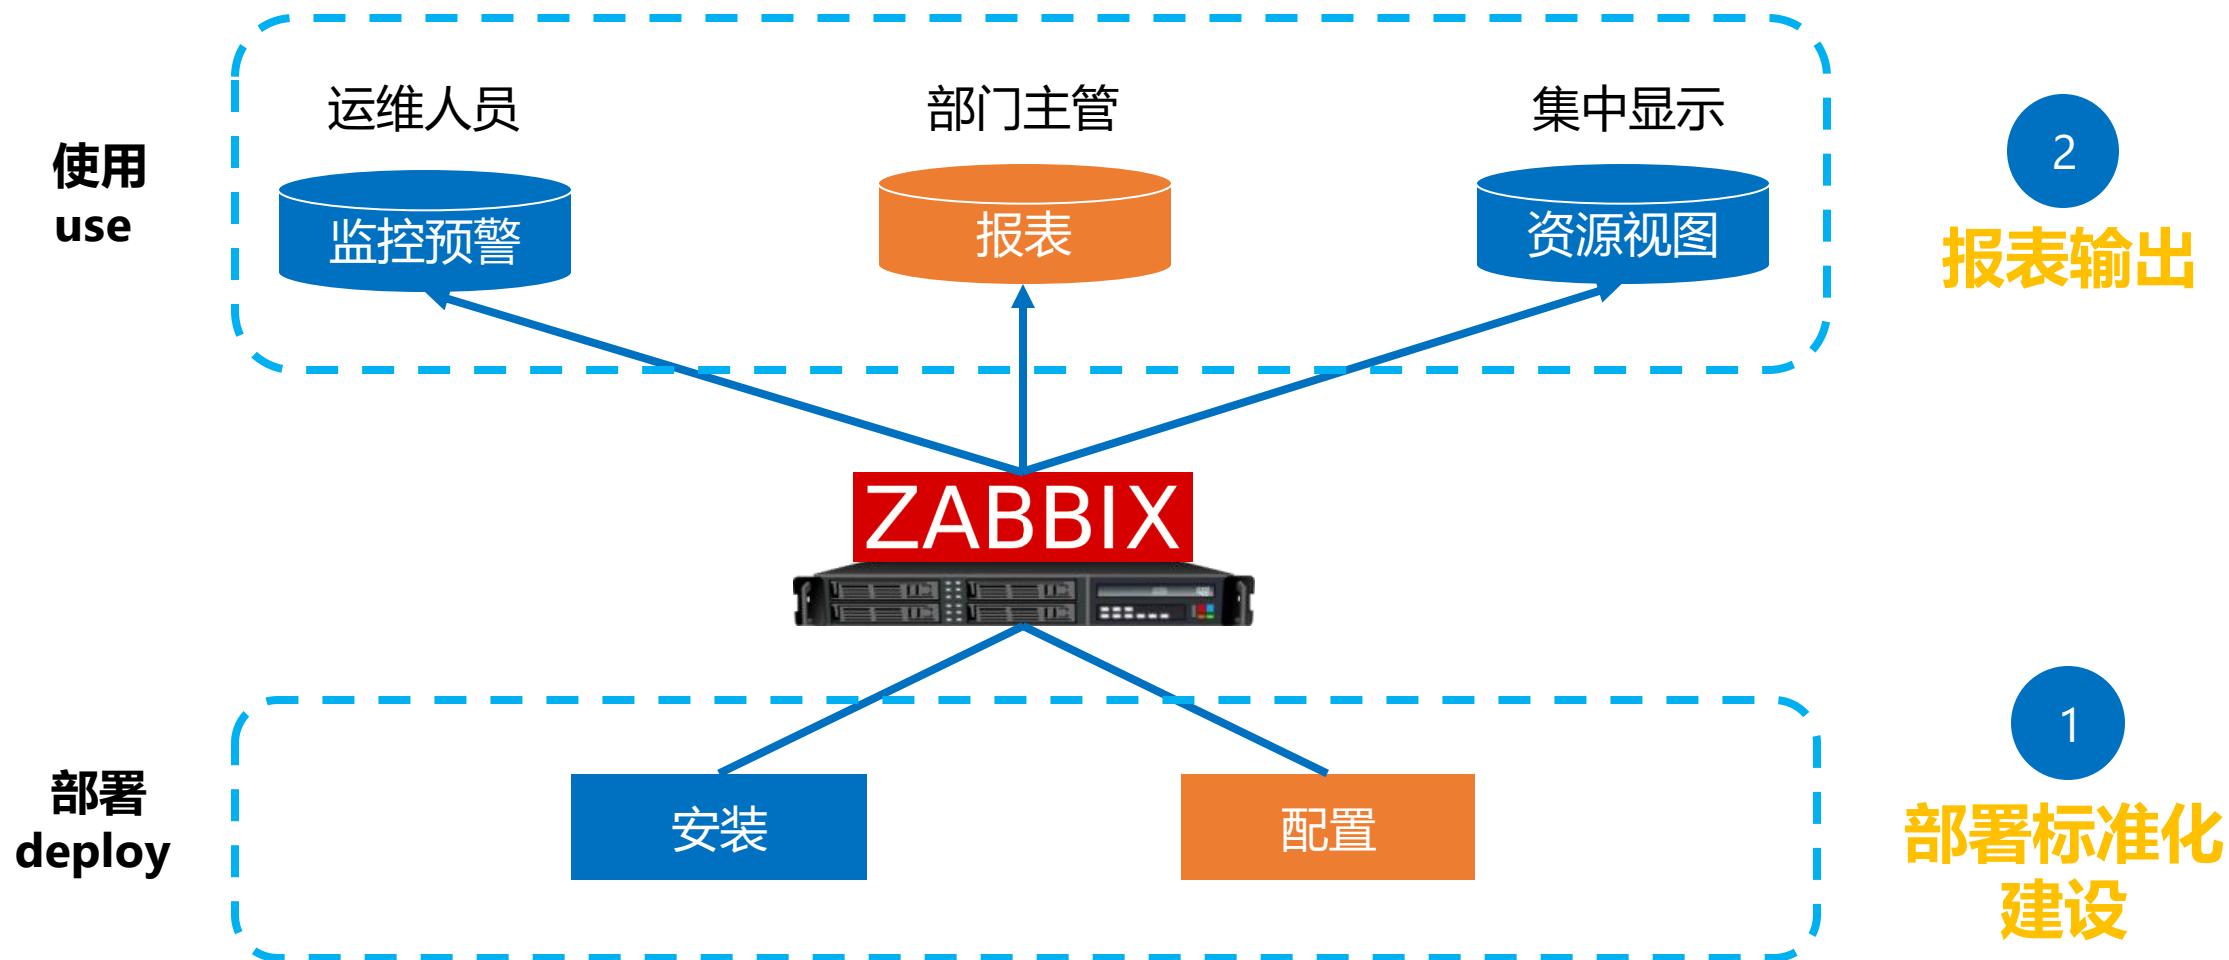 运维人员
部门主管
集中显示
使用
use
监控预警
报表
资源视图
2
报表输出
ZABBIX
1
部署
deploy
安装
配置
部署标准化
建设